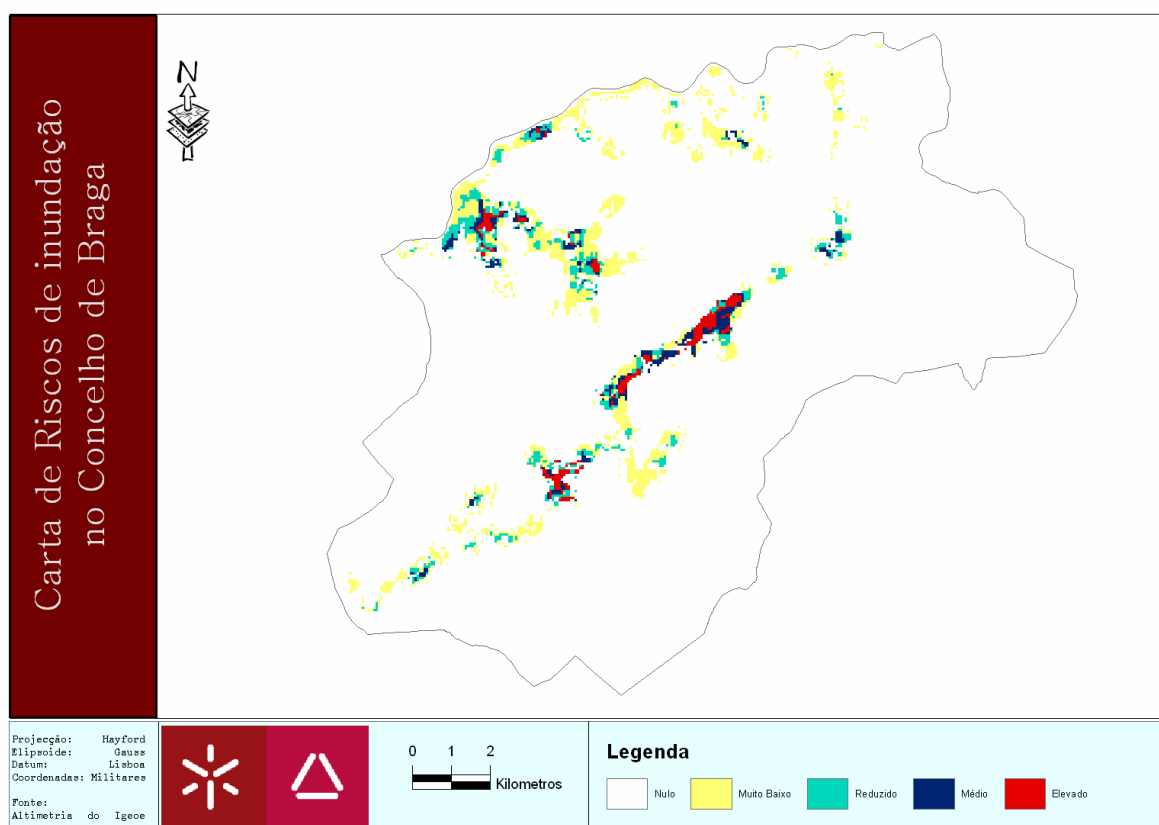 Carta de Riscos de inundação
no Concelho de Braga
N
Projecção: Hayford
Elipsoide: Gauss
Datum: Lisboa
Coordenadas: Militares
Fonte:
Altimetria do Igeoe
0 1 2
Kilometros
Legenda
Nulo
Muito Baixo
Reduzido
Médio
Elevado